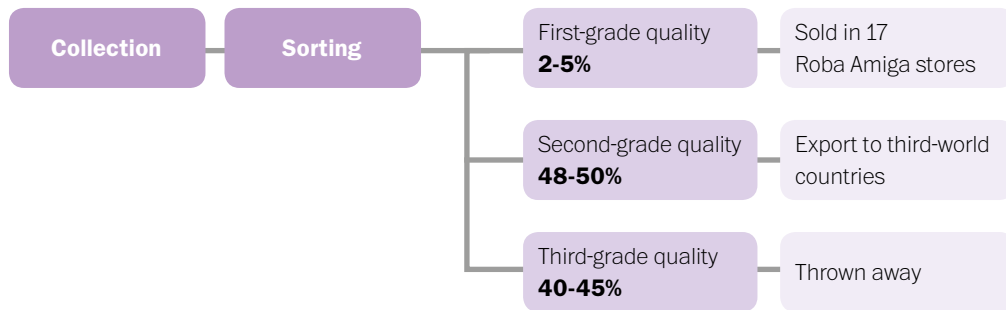 Collection
Sorting
First-grade quality
2-5%
Sold in 17
Roba Amiga stores
Second-grade quality
48-50%
Export to third-world
countries
Third-grade quality
40-45%
Thrown away